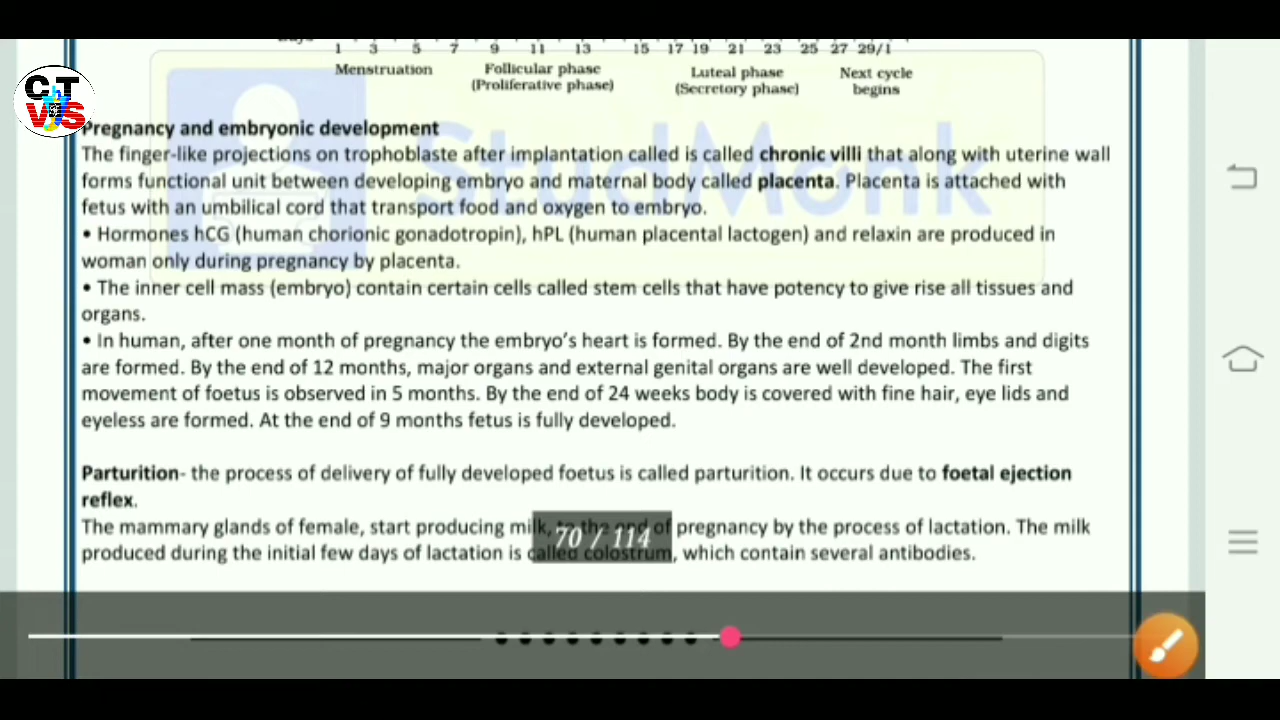 1 3 5 7 9 11 13 15 17 19 21 23 25 27 29/1
Menstruation Follicular phase Luteal phase Next cycle
(Proliferative phase) (Secretory phase) begins
CT
VS
StudMonk
Pregnancy and embryonic development
The finger-like projections on trophoblaste after implantation called is called chronic villi that along with uterine wall
forms functional unit between developing embryo and maternal body called placenta. Placenta is attached with
fetus with an umbilical cord that transport food and oxygen to embryo.
• Hormones hCG (human chorionic gonadotropin), hPL (human placental lactogen) and relaxin are produced in
woman only during pregnancy by placenta.
• The inner cell mass (embryo) contain certain cells called stem cells that have potency to give rise all tissues and
organs.
• In human, after one month of pregnancy the embryo's heart is formed. By the end of 2nd month limbs and digits
are formed. By the end of 12 months, major organs and external genital organs are well developed. The first
movement of foetus is observed in 5 months. By the end of 24 weeks body is covered with fine hair, eye lids and
eyeless are formed. At the end of 9 months fetus is fully developed.
Parturition- the process of delivery of fully developed foetus is called parturition. It occurs due to foetal ejection
reflex.
The mammary glands of female, start producing milk, to the end of pregnancy by the process of lactation. The milk
produced during the initial few days of lactation is called colostrum, which contain several antibodies.
70 / 114